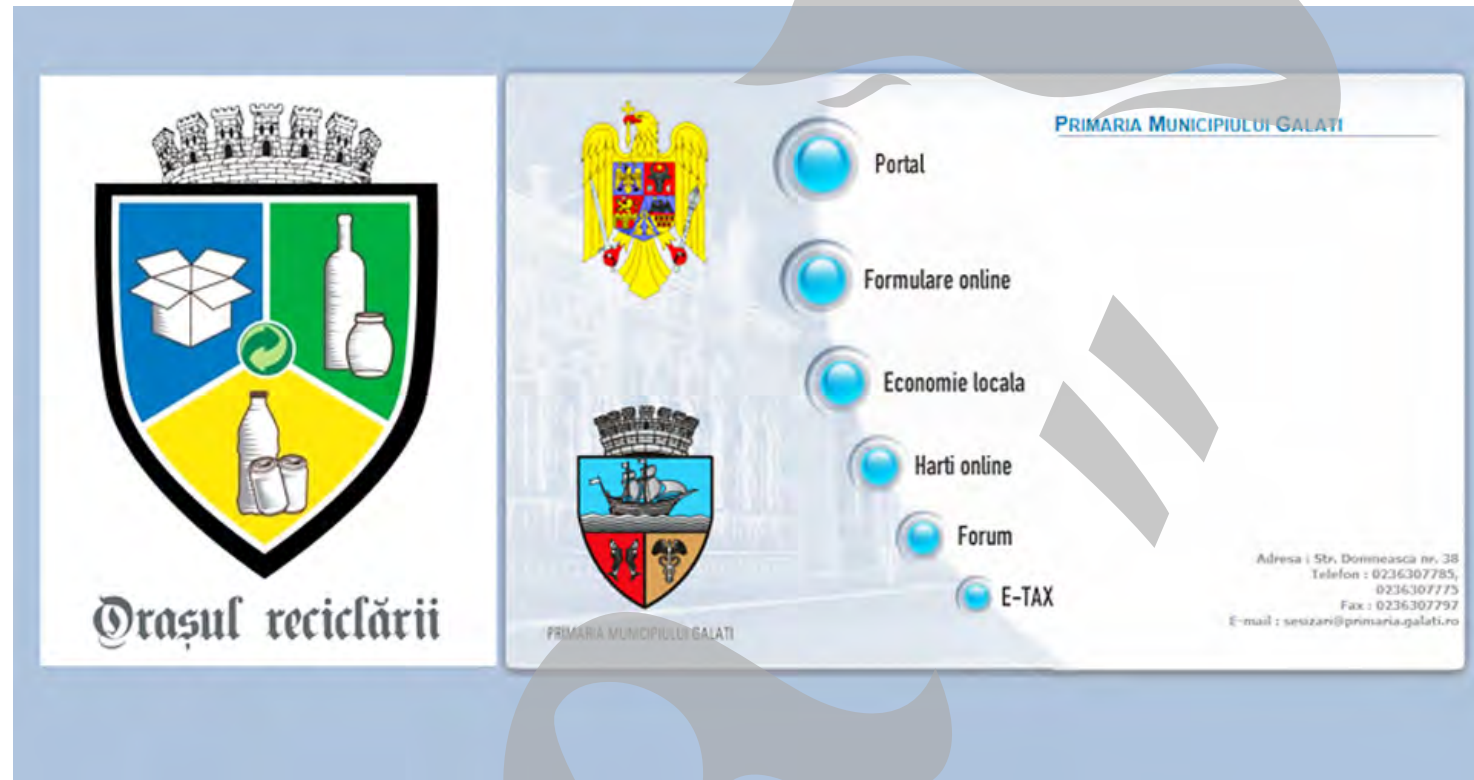 Orașul reciclării
PRIMARIA MUNICIPIULUI GALATI
PRIMARIA MUNICIPIULUI GALATI
Portal
Formulare online
Economie locala
Harti online
Forum
E-TAX
Adresa : Str. Domneasca nr. 38
Telefon : 0236307785,
0236307775
Fax : 0236307797
E-mail : sesizari@primaria.galati.ro